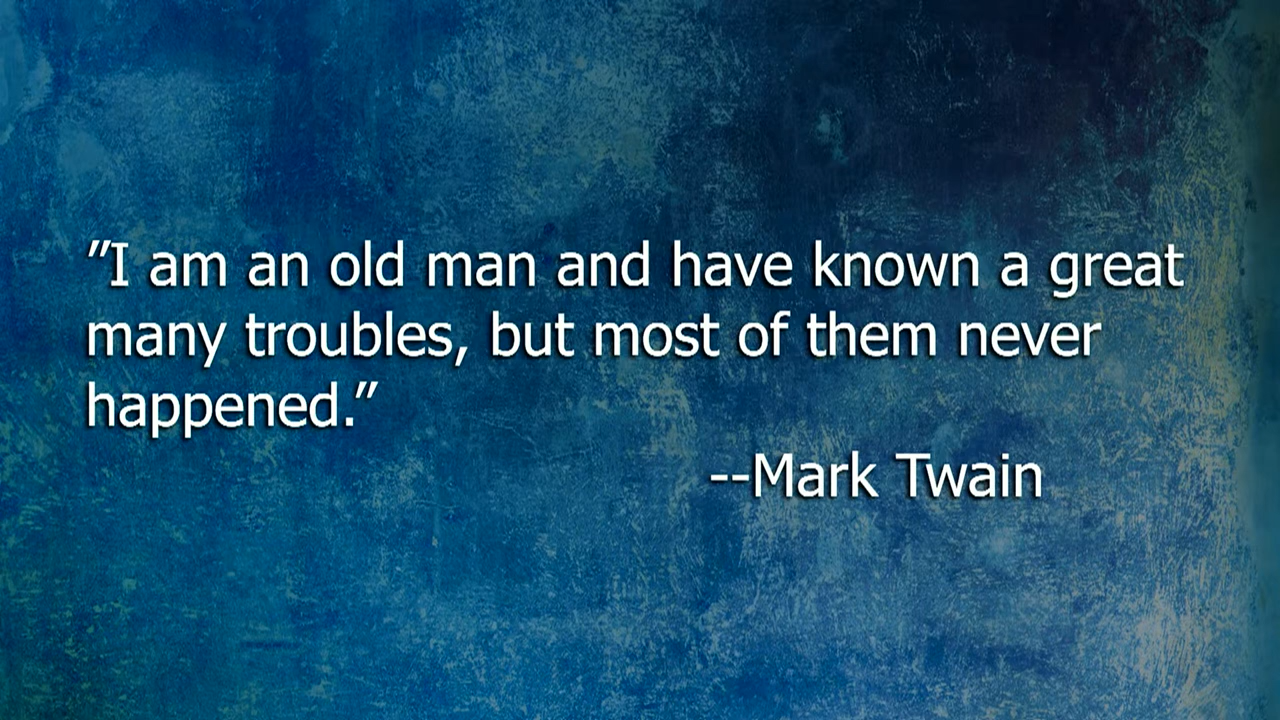 ”I am an old man and have known a great
many troubles, but most of them never
happened.”
--Mark Twain